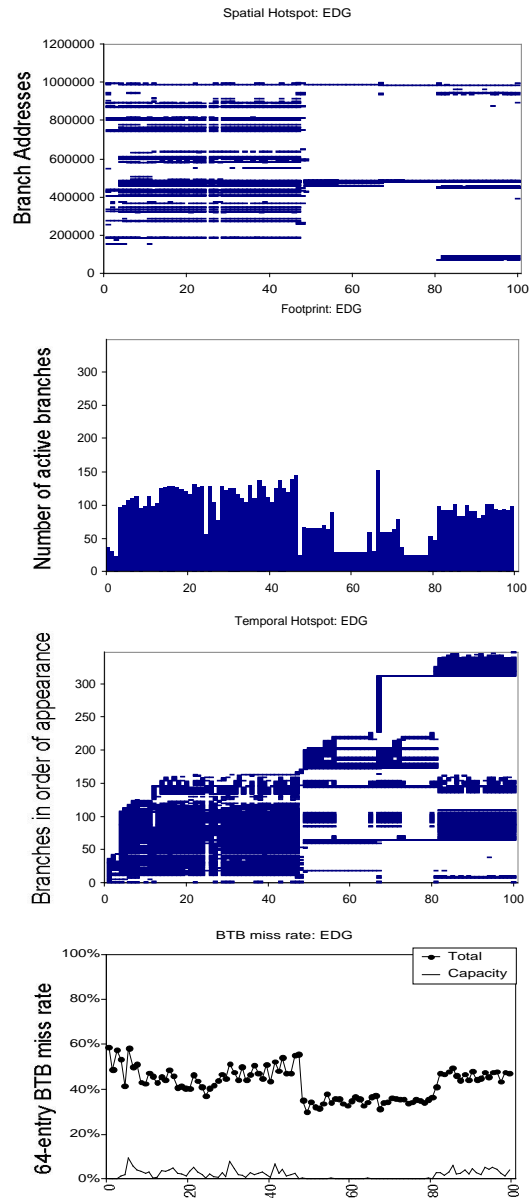 Spatial Hotspot: EDG
Branch Addresses
1200000
1000000
800000
600000
400000
200000
0
0 20 40 60 80 100
Footprint: EDG
Number of active branches
300
250
200
150
100
50
0
0 20 40 60 80 100
Temporal Hotspot: EDG
Branches in order of appearance
300
250
200
150
100
50
0
0 20 40 60 80 100
BTB miss rate: EDG
64-entry BTB miss rate
100%
80%
60%
40%
20%
0%
Total
Capacity
0 20 40 60 80 100